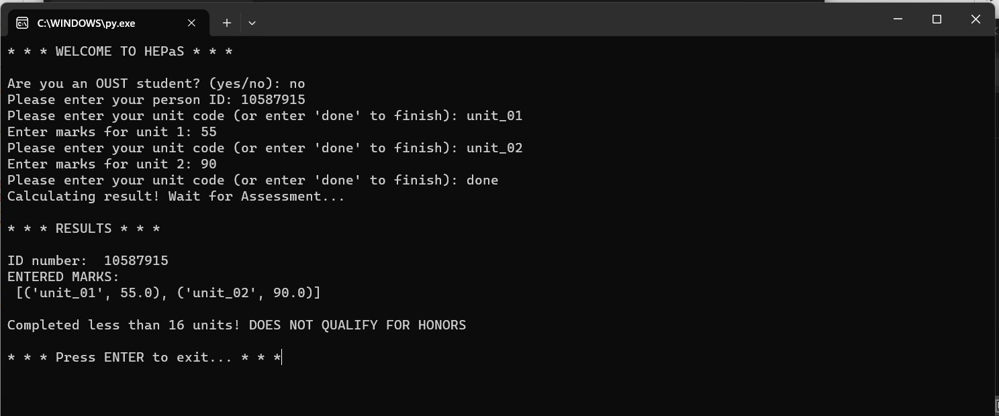 C:\WINDOWS\py.exe
* * * WELCOME TO HEPaS * * *
Are you an OUST student? (yes/no): no
Please enter your person ID: 10587915
Please enter your unit code (or enter 'done' to finish): unit_01
Enter marks for unit 1: 55
Please enter your unit code (or enter 'done' to finish): unit_02
Enter marks for unit 2: 90
Please enter your unit code (or enter 'done' to finish): done
Calculating result! Wait for Assessment...
* * * RESULTS * * *
ID number:  10587915
ENTERED MARKS:
 [('unit_01', 55.0), ('unit_02', 90.0)]
Completed less than 16 units! DOES NOT QUALIFY FOR HONORS
* * * Press ENTER to exit... * * *